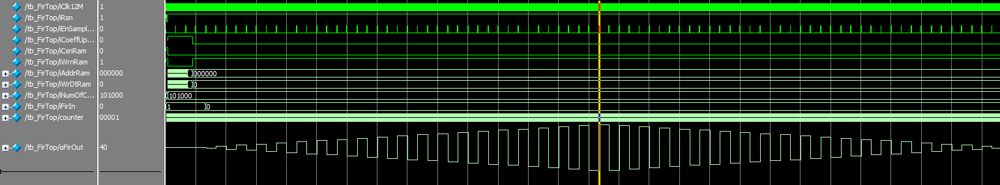 /tb_FirTop/iClk12M 1
/tb_FirTop/iRsn 1
/tb_FirTop/iEnSampl... 0
/tb_FirTop/iCoeffUp... 0
/tb_FirTop/iCsnRam 0
/tb_FirTop/iWrnRam 1
/tb_FirTop/iAddrRam 000000 000000
/tb_FirTop/iWrDtRam 0 0
/tb_FirTop/iNumOfC... 101000 101000
/tb_FirTop/iFirIn 0 1 0
/tb_FirTop/counter 00001
/tb_FirTop/oFirOut 40